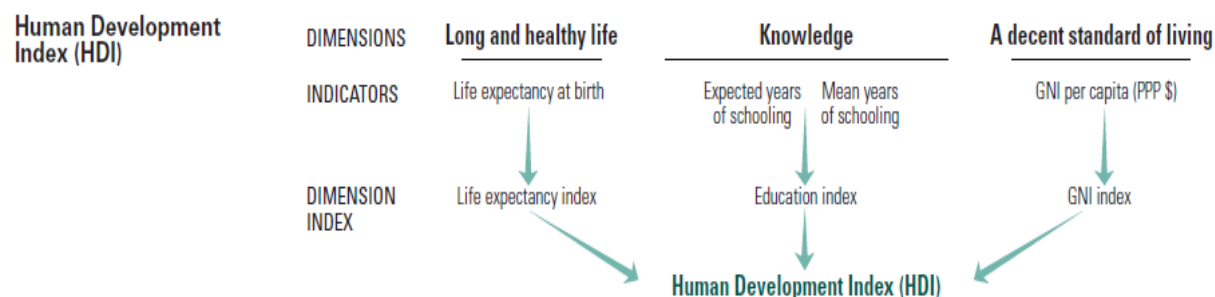 Human Development
Index (HDI)
DIMENSIONS Long and healthy life Knowledge A decent standard of living
INDICATORS Life expectancy at birth Expected years Mean years GNI per capita (PPP $)
of schooling of schooling
DIMENSION Life expectancy index Education index GNI index
INDEX
Human Development Index (HDI)